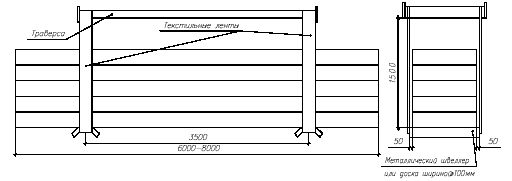 Траверса
Текстильные ленты
1500
3500
6000-8000
50
50
Металлический швеллер
или доска шириной 100мм